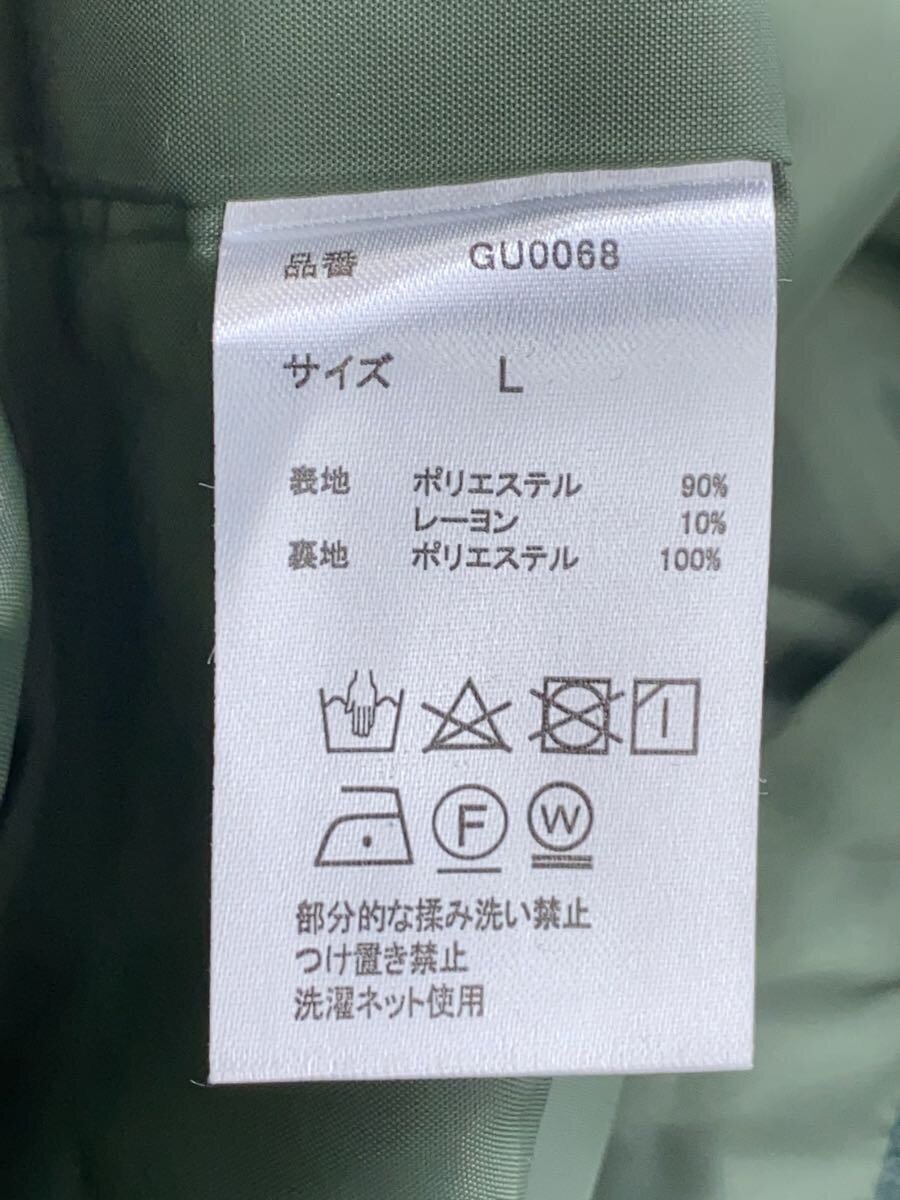 品番 GU0068
サイズ L
表地 ポリエステル 90%
レーヨン 10%
裏地 ポリエステル 100%
F W
部分的な揉み洗い禁止
つけ置き禁止
洗濯ネット使用